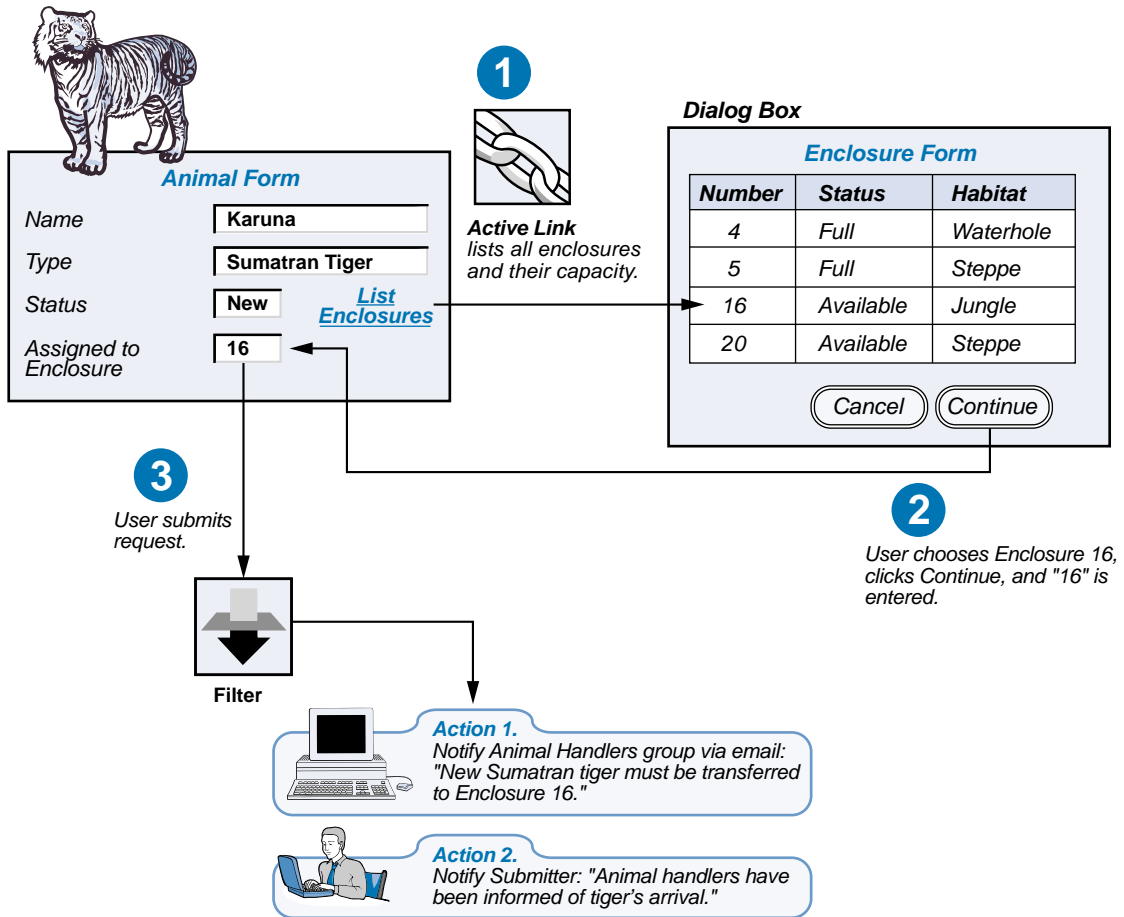 1
Active Link
lists all enclosures
and their capacity.
Animal Form
Name
Karuna
Type
Sumatran Tiger
Status
New
List
Enclosures
Assigned to
Enclosure
16
Dialog Box
Enclosure Form
Number Status Habitat
4 Full Waterhole
5 Full Steppe
16 Available Jungle
20 Available Steppe
Cancel Continue
2
User chooses Enclosure 16,
clicks Continue, and "16" is
entered.
3
User submits
request.
Filter
Action 1.
Notify Animal Handlers group via email:
"New Sumatran tiger must be transferred
to Enclosure 16."
Action 2.
Notify Submitter: "Animal handlers have
been informed of tiger's arrival."